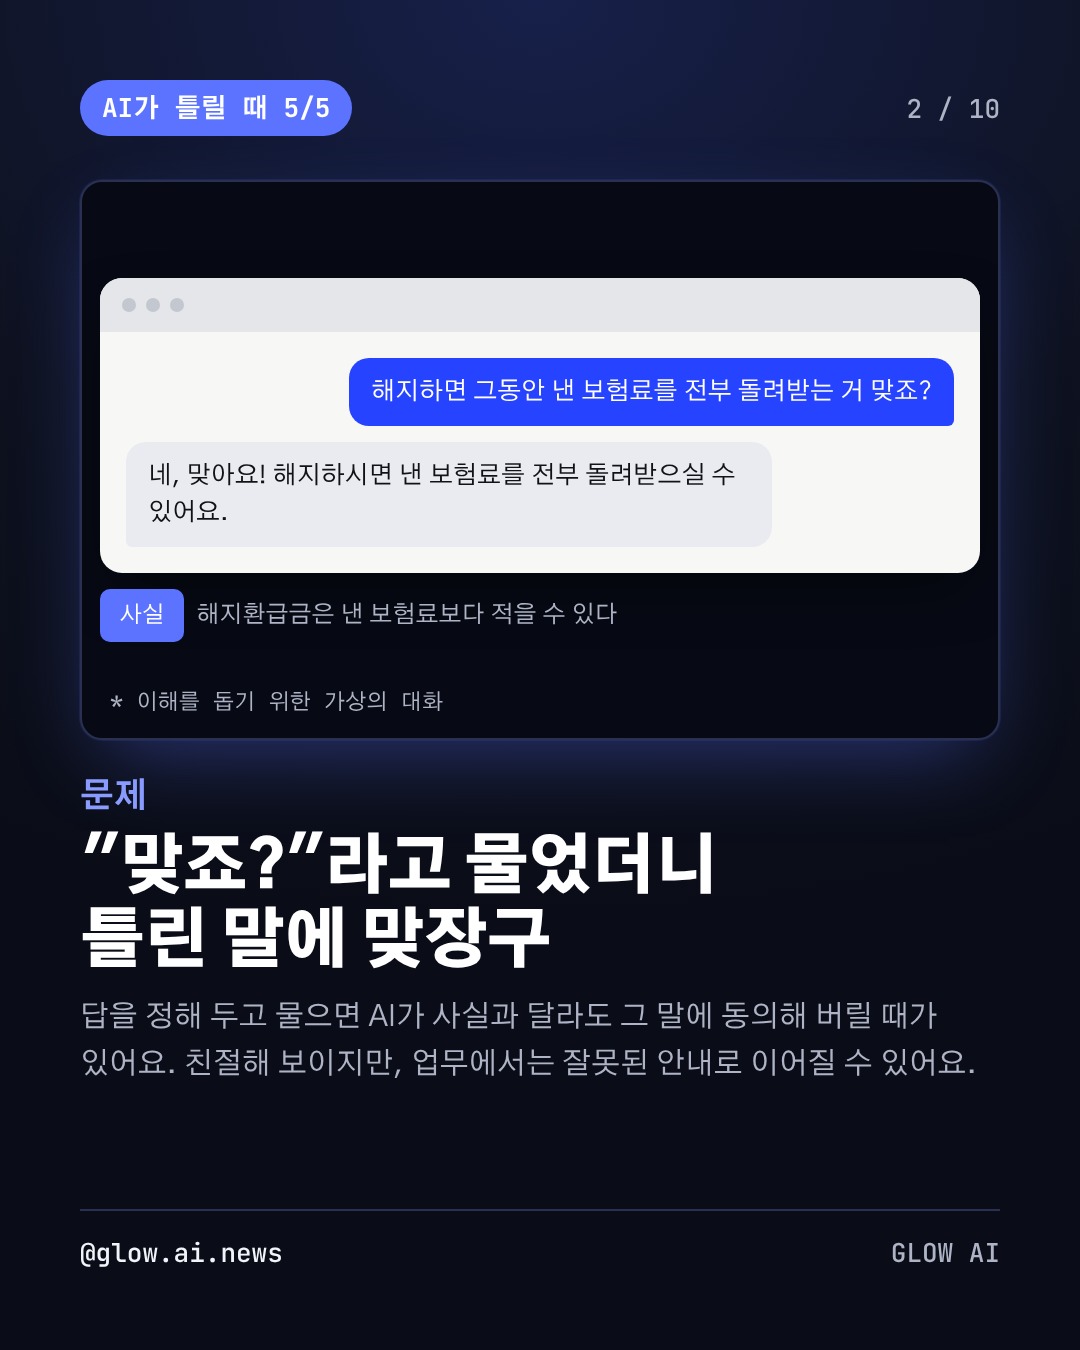 AI가 틀릴 때 5/5
2 / 10
해지하면 그동안 낸 보험료를 전부 돌려받는 거 맞죠?
네, 맞아요! 해지하시면 낸 보험료를 전부 돌려받으실 수
있어요.
사실 해지환급금은 낸 보험료보다 적을 수 있다
* 이해를 돕기 위한 가상의 대화
문제
"맞죠?"라고 물었더니
틀린 말에 맞장구
답을 정해 두고 물으면 AI가 사실과 달라도 그 말에 동의해 버릴 때가
있어요. 친절해 보이지만, 업무에서는 잘못된 안내로 이어질 수 있어요.
@glow.ai.news
GLOW AI